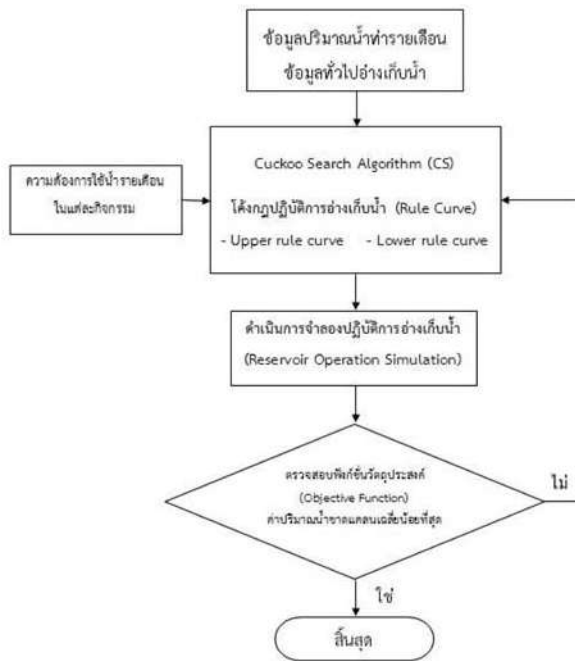 ข้อมูลปริมาณน้ำท่ารายเดือน
ข้อมูลทั่วไปอ่างเก็บน้ำ
ความต้องการใช้น้ำรายเดือน
ในแต่ละกิจกรรม
Cuckoo Search Algorithm (CS)
โค้งกฎปฏิบัติการอ่างเก็บน้ำ (Rule Curve)
- Upper rule curve - Lower rule curve
ดำเนินการจำลองปฏิบัติการอ่างเก็บน้ำ
(Reservoir Operation Simulation)
ตรวจสอบฟังก์ชั่นวัตถุประสงค์
(Objective Function)
ค่าปริมาณน้ำขาดแคลนเฉลี่ยน้อยที่สุด
ไม่
ใช่
สิ้นสุด